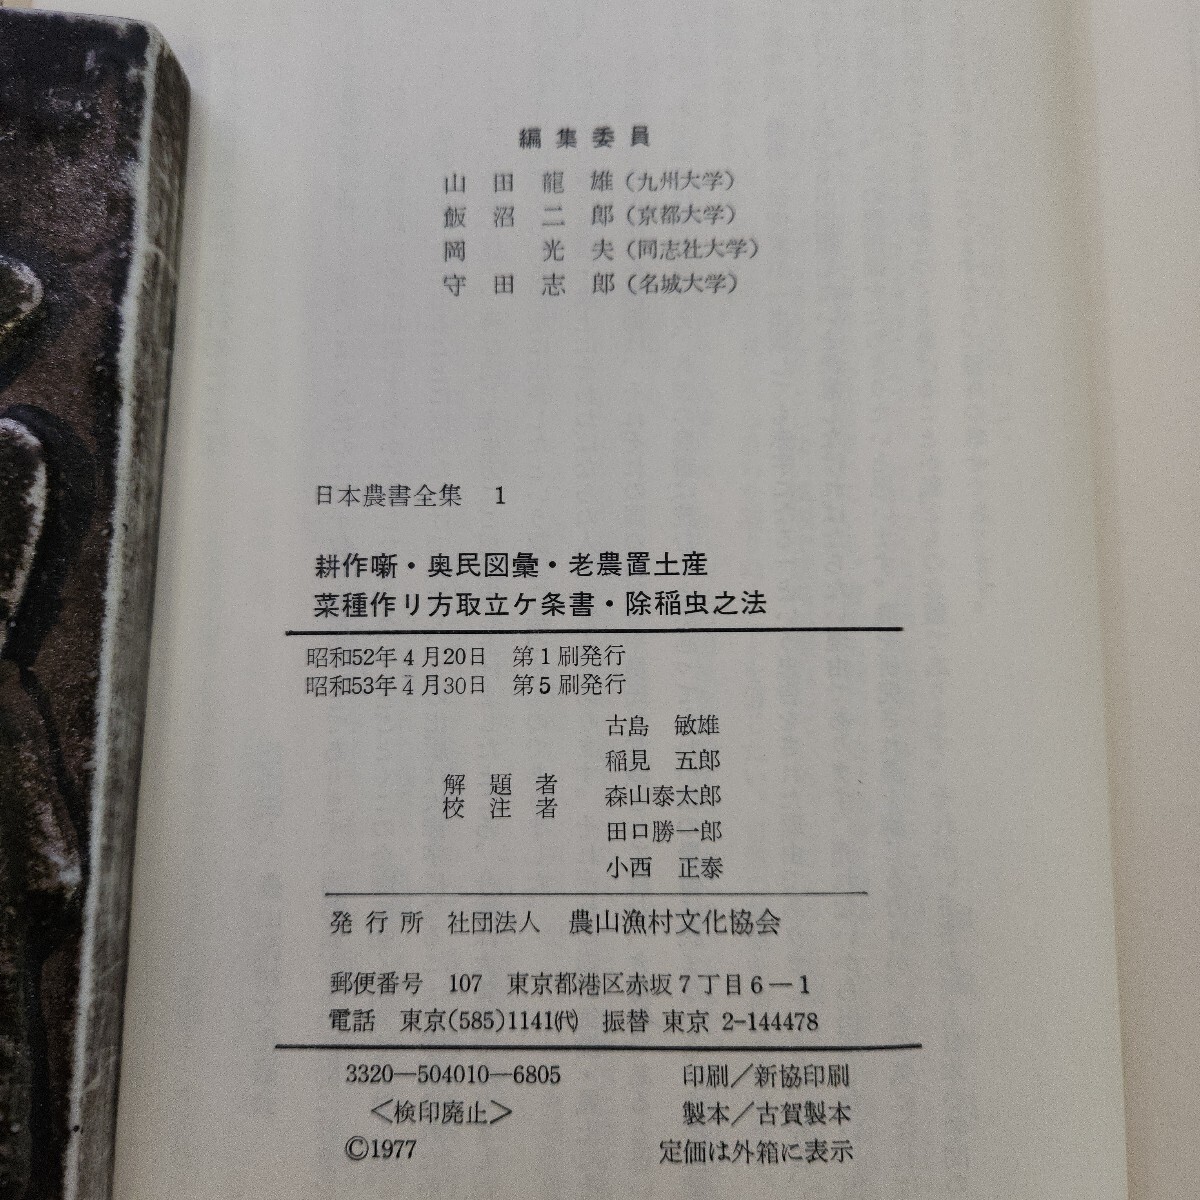 編集委員
山田龍雄（九州大学）
飯沼二郎（京都大学）
岡　光夫（同志社大学）
守田志郎（名城大学）
日本農書全集　1
耕作噺・奥民図彙・老農置土産
菜種作リ方取立ケ条書・除稲虫之法
昭和52年4月20日　第1刷発行
昭和53年4月30日　第5刷発行
古島　敏雄
稲見　五郎
解題者
校注者
森山泰太郎
田口勝一郎
小西　正泰
発行所　社団法人　農山漁村文化協会
郵便番号　107　東京都港区赤坂7丁目6－1
電話　東京(585)1141㈹　振替 東京 2-144478
3320―504010―6805
印刷／新協印刷
＜検印廃止＞
製本／古賀製本
©1977
定価は外箱に表示